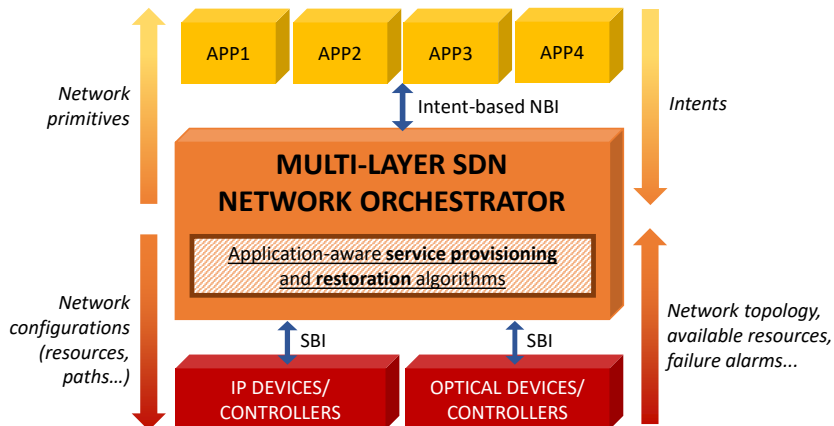 APP1
APP2
APP3
APP4
Network
primitives
Intent-based NBI
Intents
MULTI-LAYER SDN
NETWORK ORCHESTRATOR
Application-aware service provisioning
and restoration algorithms
Network
configurations
(resources,
paths…)
Network topology,
available resources,
failure alarms...
SBI
SBI
IP DEVICES/
CONTROLLERS
OPTICAL DEVICES/
CONTROLLERS